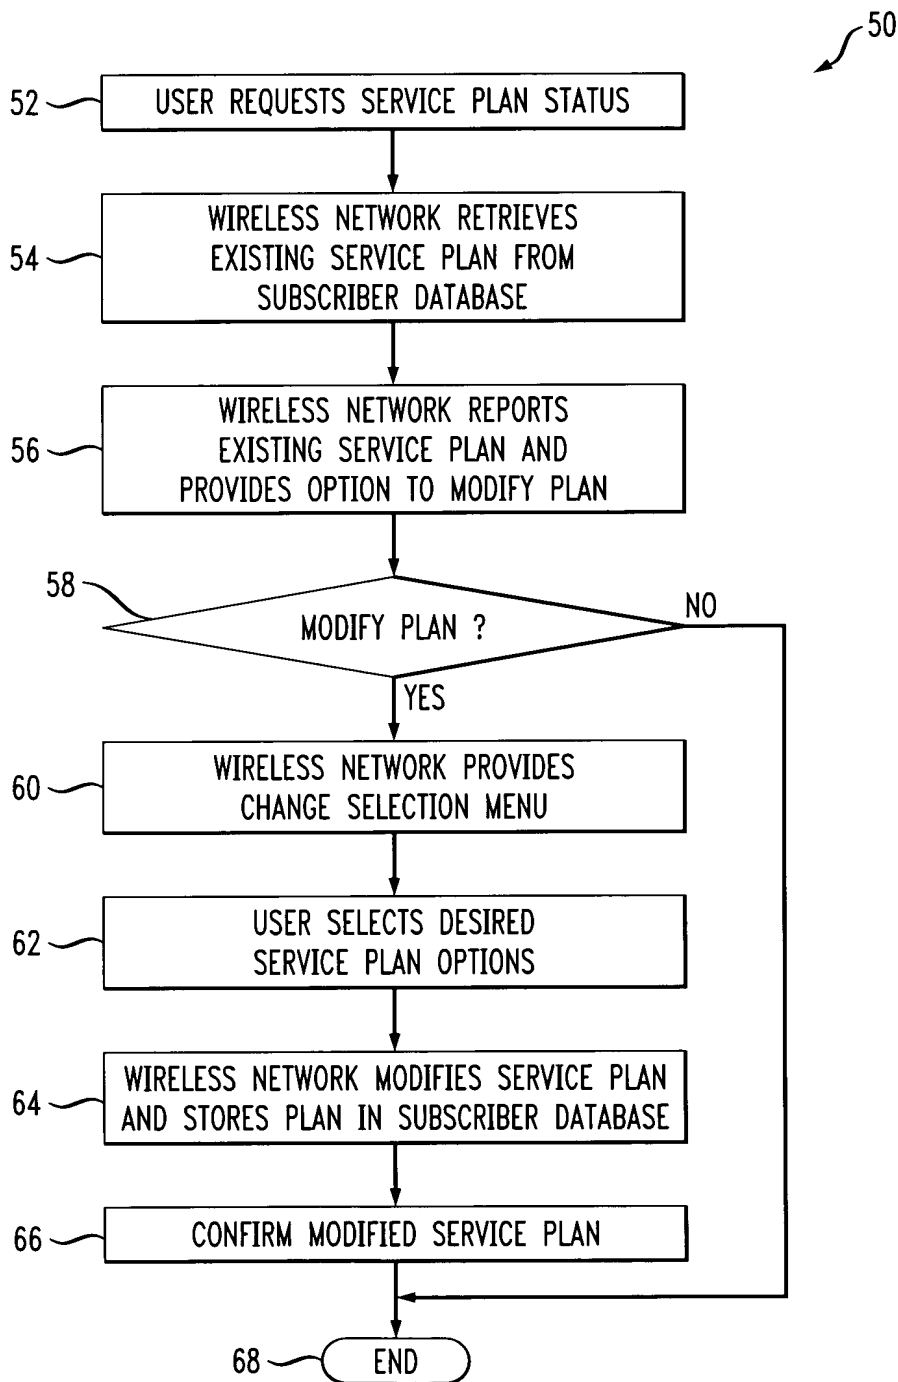 50
52
USER REQUESTS SERVICE PLAN STATUS
54
WIRELESS NETWORK RETRIEVES
EXISTING SERVICE PLAN FROM
SUBSCRIBER DATABASE
56
WIRELESS NETWORK REPORTS
EXISTING SERVICE PLAN AND
PROVIDES OPTION TO MODIFY PLAN
58
MODIFY PLAN ?
NO
YES
60
WIRELESS NETWORK PROVIDES
CHANGE SELECTION MENU
62
USER SELECTS DESIRED
SERVICE PLAN OPTIONS
64
WIRELESS NETWORK MODIFIES SERVICE PLAN
AND STORES PLAN IN SUBSCRIBER DATABASE
66
CONFIRM MODIFIED SERVICE PLAN
68
END